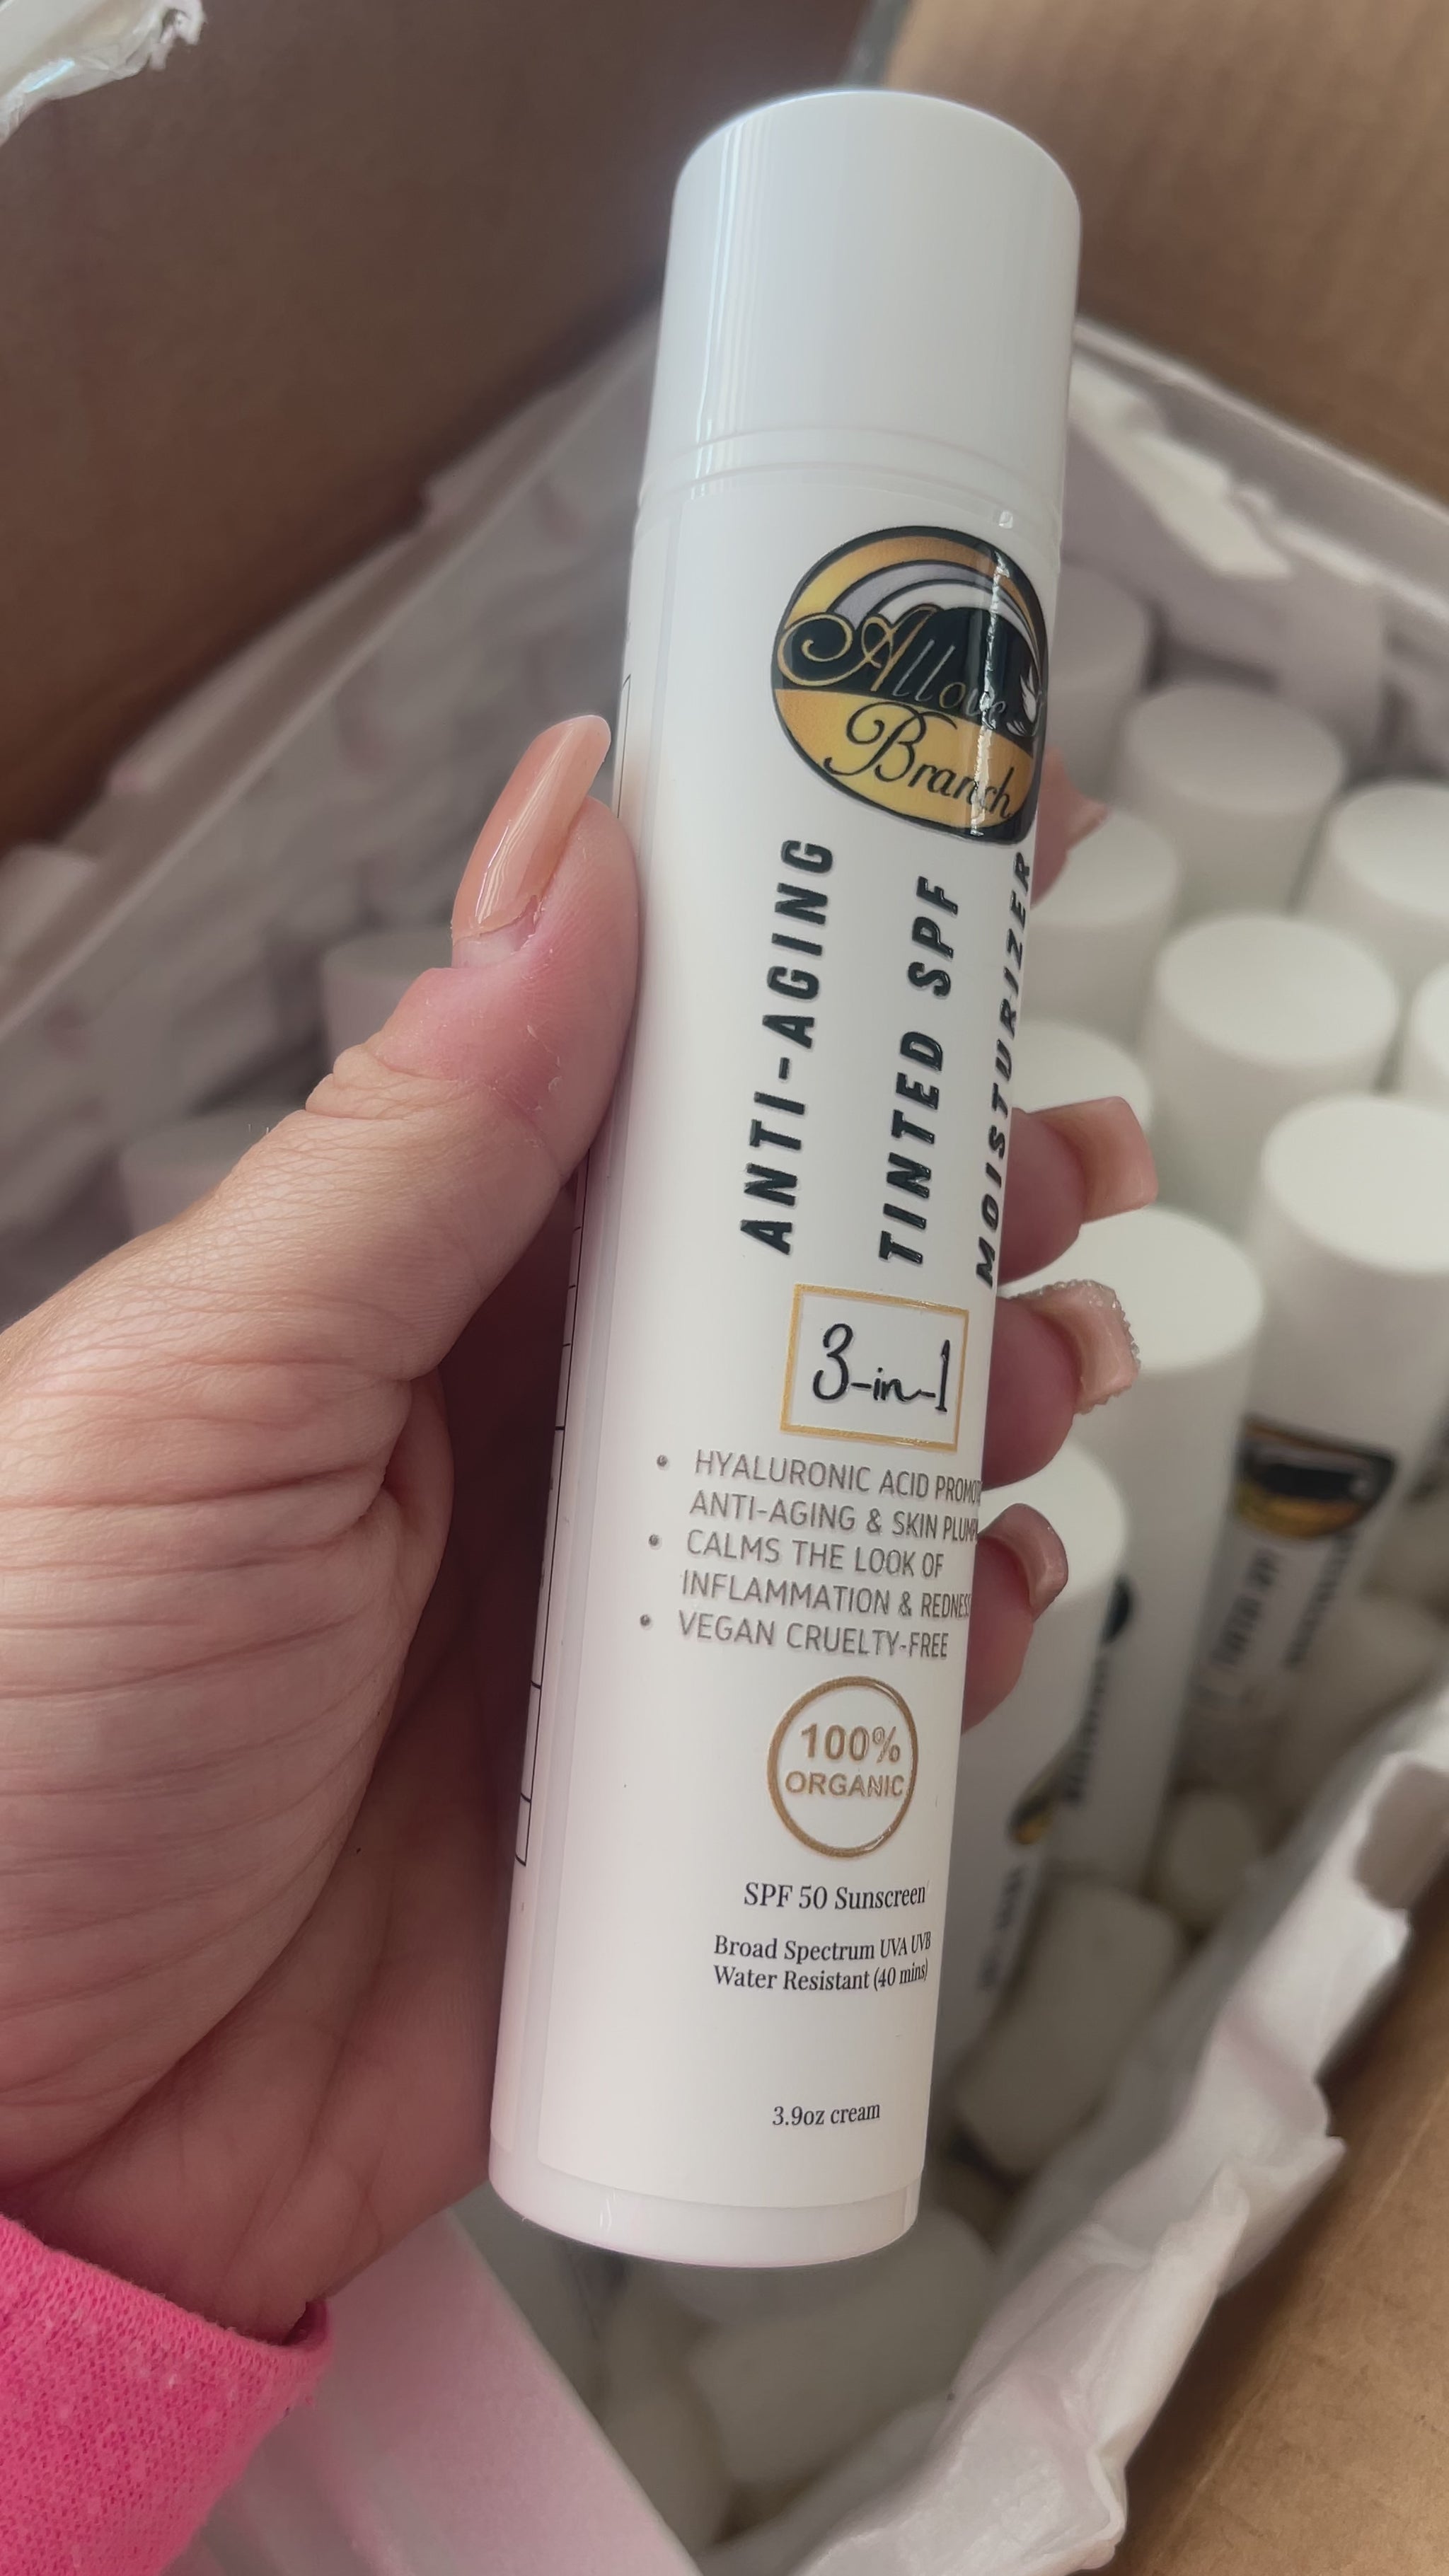 Allove
Branch
ANTI-AGING
TINTED SPF
MOISTURIZER
3-in-1
• HYALURONIC ACID
ANTI-AGING & SKIN
• CALMS THE LOOK OF
INFLAMMATION &
• VEGAN CRUELTY-FREE
100%
ORGANIC
SPF 50 Sunscreen
Broad Spectrum UVA UVB
Water Resistant (40 mins)
3.9oz cream